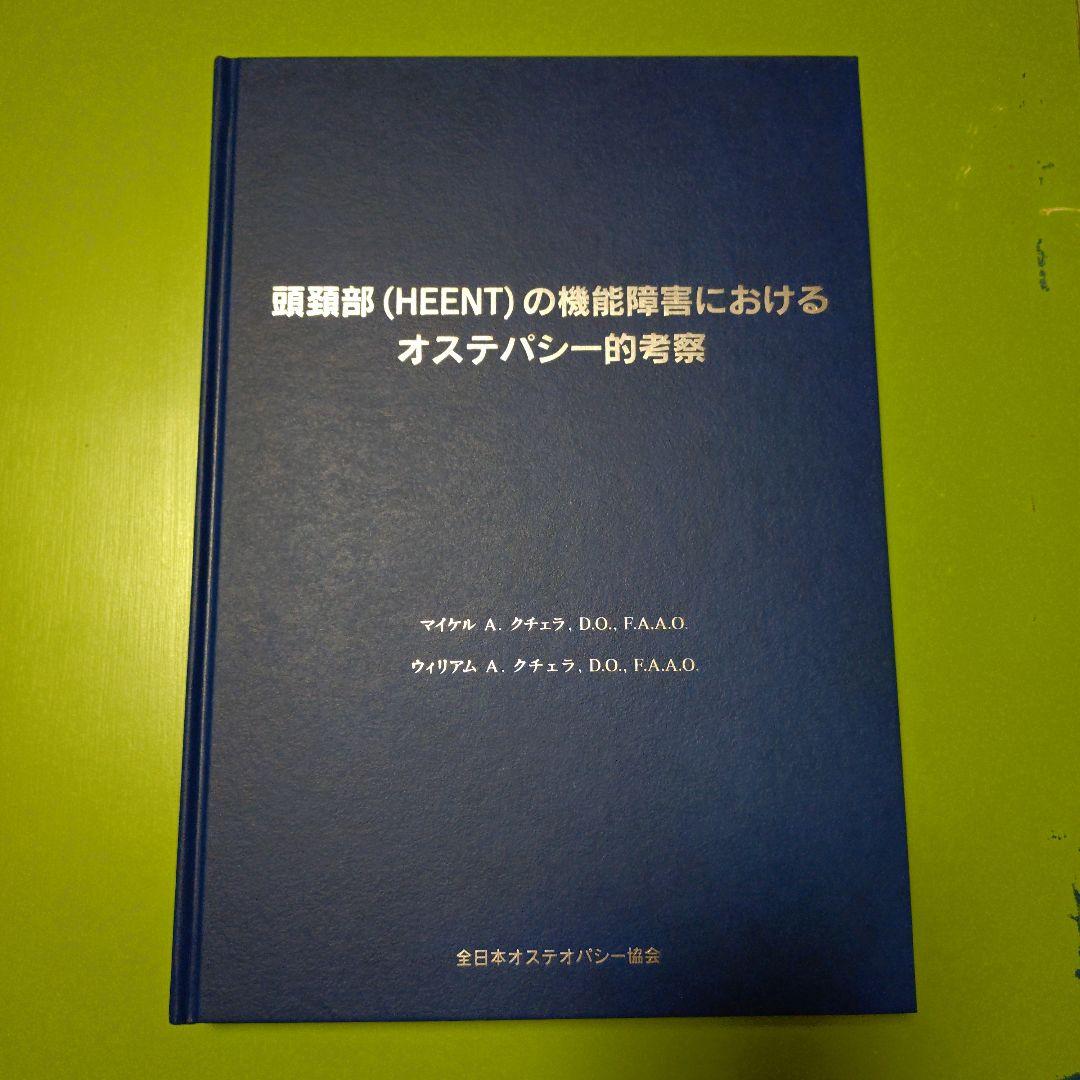 頭頚部 (HEENT) の機能障害における
オステパシー的考察
マイケル A. クチェラ, D.O., F.A.A.O.
ウィリアム A. クチェラ, D.O., F.A.A.O.
全日本オステオパシー協会